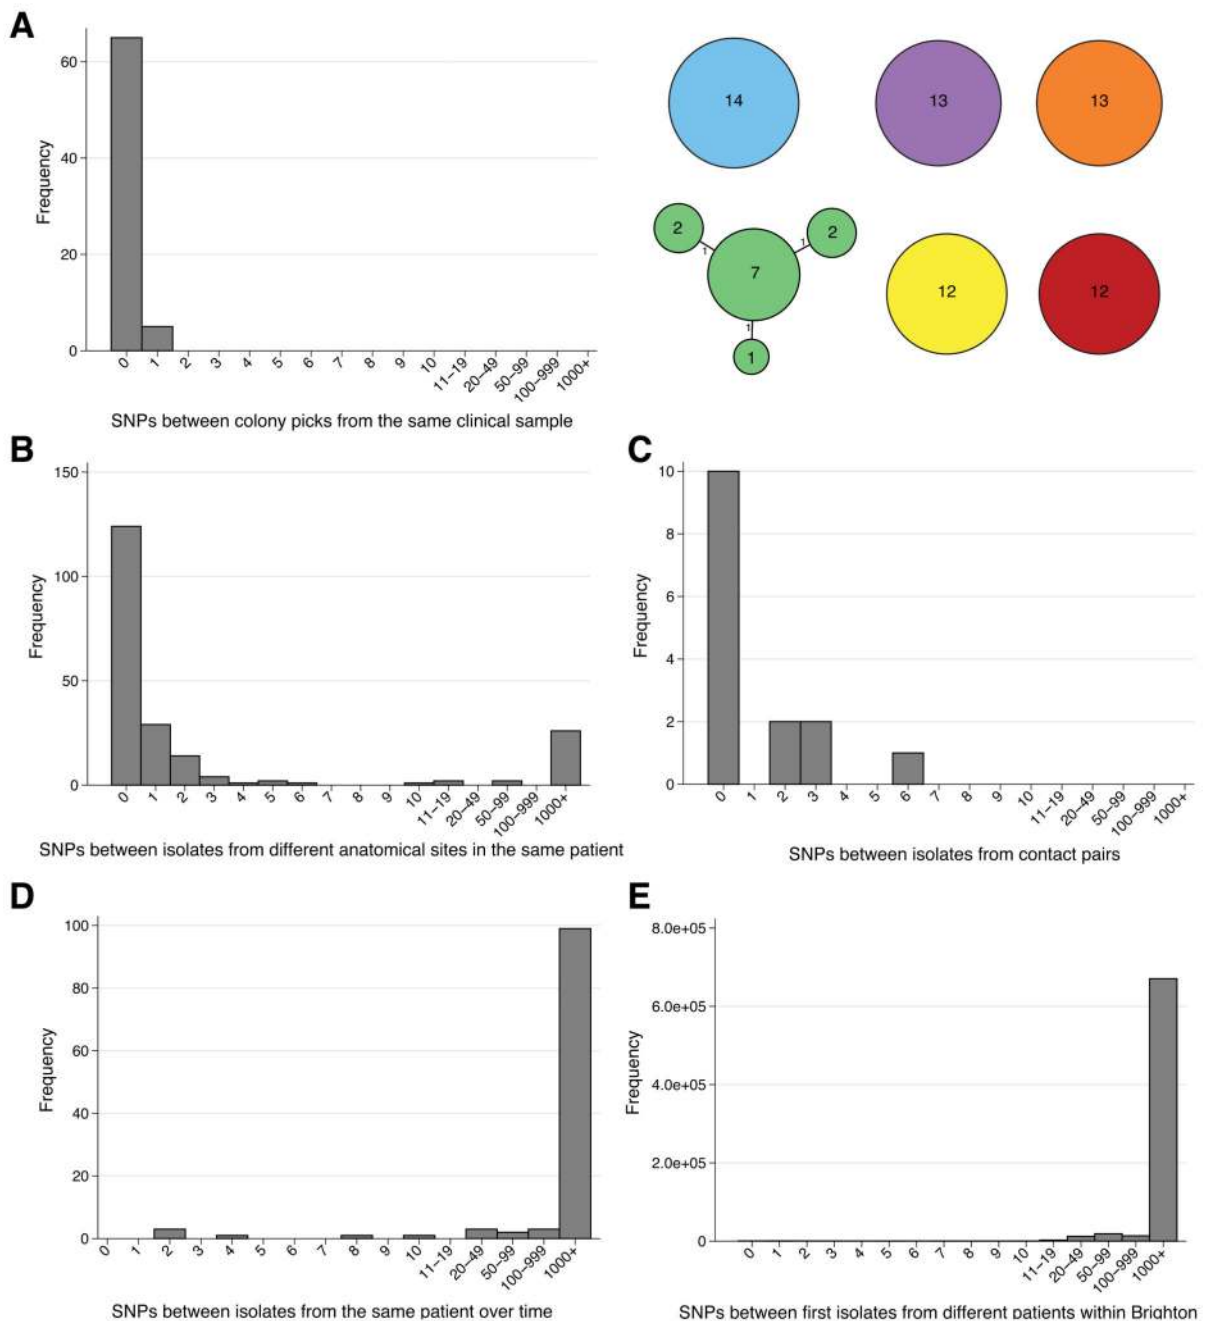 A
60
40
20
0
Frequency
0 1 2 3 4 5 6 7 8 9 10 11–19 20–49 50–99 100–999 1000+
SNPs between colony picks from the same clinical sample
14
13
13
2
2
7
1
1
1
1
12
12
B
150
100
50
0
Frequency
0 1 2 3 4 5 6 7 8 9 10 11–19 20–49 50–99 100–999 1000+
SNPs between isolates from different anatomical sites in the same patient
C
10
8
6
4
2
0
Frequency
0 1 2 3 4 5 6 7 8 9 10 11–19 20–49 50–99 100–999 1000+
SNPs between isolates from contact pairs
D
100
80
60
40
20
0
Frequency
0 1 2 3 4 5 6 7 8 9 10 11–19 20–49 50–99 100–999 1000+
SNPs between isolates from the same patient over time
E
8.0e+05
6.0e+05
4.0e+05
2.0e+05
0
Frequency
0 1 2 3 4 5 6 7 8 9 10 11–19 20–49 50–99 100–999 1000+
SNPs between first isolates from different patients within Brighton